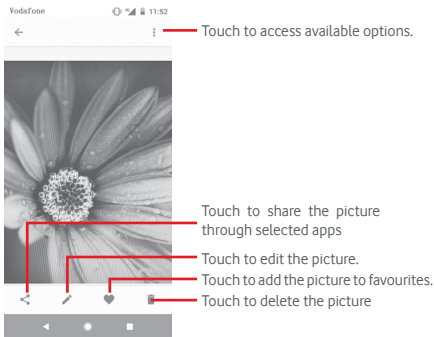 Vodafone 11:52
Touch to access available options.
Touch to share the picture
through selected apps
Touch to edit the picture.
Touch to add the picture to favourites.
Touch to delete the picture